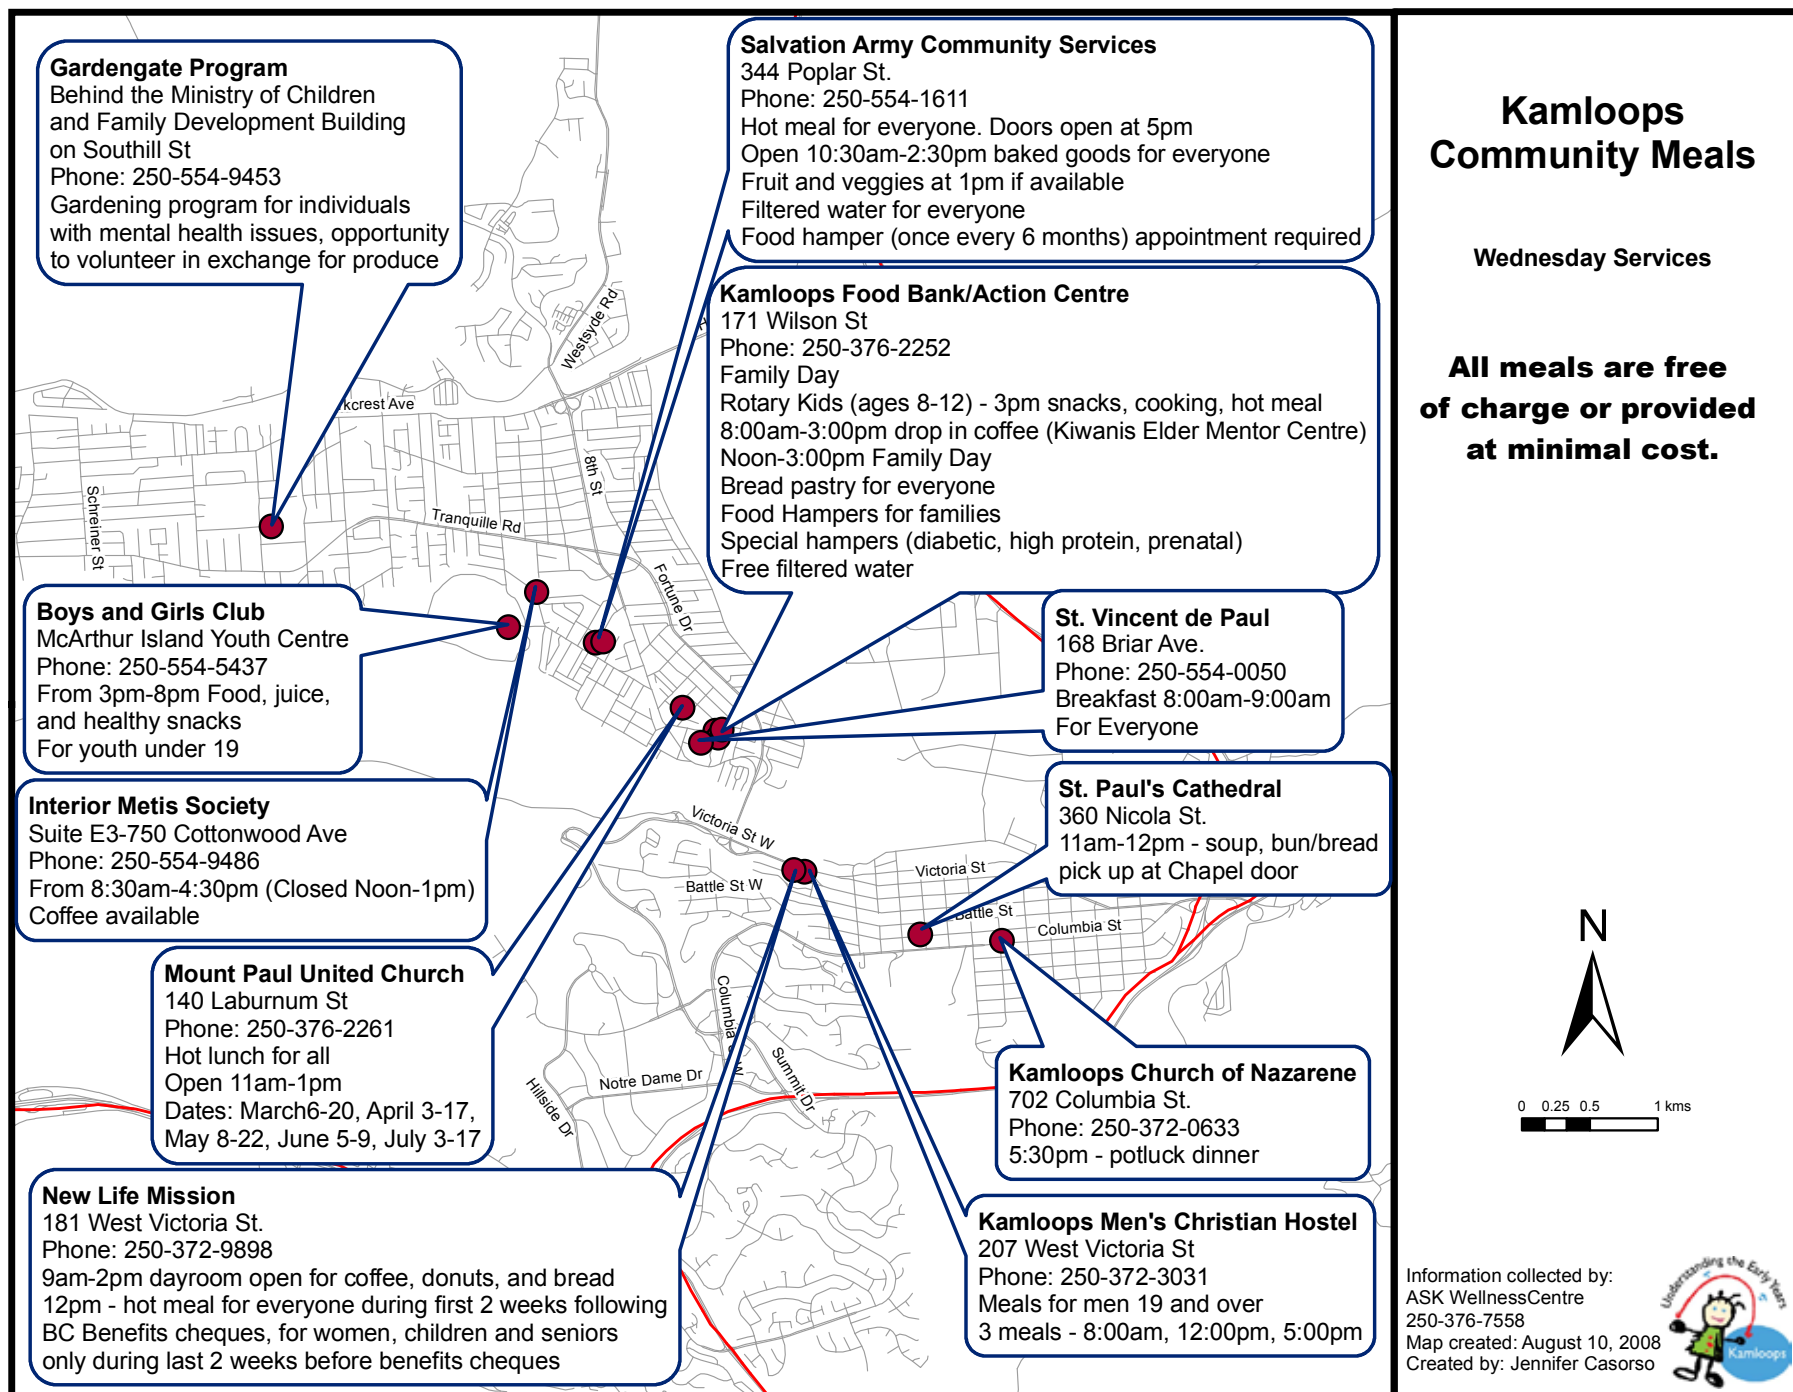 Gardengate Program
Behind the Ministry of Children
and Family Development Building
on Southill St
Phone: 250-554-9453
Gardening program for individuals
with mental health issues, opportunity
to volunteer in exchange for produce
Salvation Army Community Services
344 Poplar St.
Phone: 250-554-1611
Hot meal for everyone. Doors open at 5pm
Open 10:30am-2:30pm baked goods for everyone
Fruit and veggies at 1pm if available
Filtered water for everyone
Food hamper (once every 6 months) appointment required
Kamloops
Community Meals
Wednesday Services
All meals are free
of charge or provided
at minimal cost.
Kamloops Food Bank/Action Centre
171 Wilson St
Phone: 250-376-2252
Family Day
Rotary Kids (ages 8-12) - 3pm snacks, cooking, hot meal
8:00am-3:00pm drop in coffee (Kiwanis Elder Mentor Centre)
Noon-3:00pm Family Day
Bread pastry for everyone
Food Hampers for families
Special hampers (diabetic, high protein, prenatal)
Free filtered water
Westsyde Rd
kcrest Ave
8th St
Schreiner St
Tranquille Rd
Fortune Dr
Boys and Girls Club
McArthur Island Youth Centre
Phone: 250-554-5437
From 3pm-8pm Food, juice,
and healthy snacks
For youth under 19
St. Vincent de Paul
168 Briar Ave.
Phone: 250-554-0050
Breakfast 8:00am-9:00am
For Everyone
Interior Metis Society
Suite E3-750 Cottonwood Ave
Phone: 250-554-9486
From 8:30am-4:30pm (Closed Noon-1pm)
Coffee available
St. Paul's Cathedral
360 Nicola St.
11am-12pm - soup, bun/bread
pick up at Chapel door
Victoria St W
Victoria St
Battle St W
Battle St
Columbia St
Columbia St W
Summit Dr
Notre Dame Dr
Hillside Dr
Mount Paul United Church
140 Laburnum St
Phone: 250-376-2261
Hot lunch for all
Open 11am-1pm
Dates: March6-20, April 3-17,
May 8-22, June 5-9, July 3-17
Kamloops Church of Nazarene
702 Columbia St.
Phone: 250-372-0633
5:30pm - potluck dinner
New Life Mission
181 West Victoria St.
Phone: 250-372-9898
9am-2pm dayroom open for coffee, donuts, and bread
12pm - hot meal for everyone during first 2 weeks following
BC Benefits cheques, for women, children and seniors
only during last 2 weeks before benefits cheques
Kamloops Men's Christian Hostel
207 West Victoria St
Phone: 250-372-3031
Meals for men 19 and over
3 meals - 8:00am, 12:00pm, 5:00pm
N
0 0.25 0.5 1 kms
Information collected by:
ASK WellnessCentre
250-376-7558
Map created: August 10, 2008
Created by: Jennifer Casorso
Understanding the Early Years
Kamloops